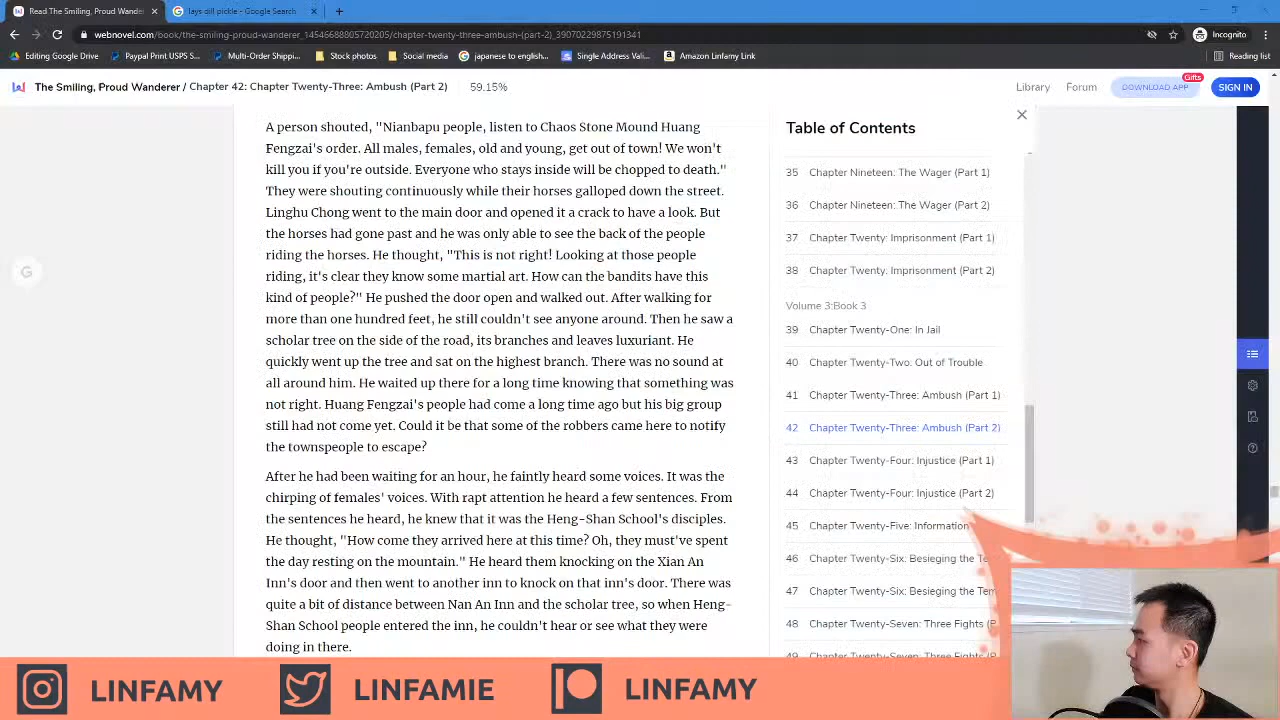 Read The Smiling, Proud Wander
lays dill pickle - Google Search
webnovel.com/book/the-smiling-proud-wanderer_14546688805720205/chapter-twenty-three-ambush-(part-2)_39070229875191341
Incognito
Editing Google Drive
Paypal Print USPS S...
Multi-Order Shippi...
Stock photos
Social media
japanese to english...
Single Address Vali...
Amazon Linfamy Link
Reading list
The Smiling, Proud Wanderer / Chapter 42: Chapter Twenty-Three: Ambush (Part 2)
59.15%
Library
Forum
DOWNLOAD APP
Gifts
SIGN IN
A person shouted, "Nianbapu people, listen to Chaos Stone Mound Huang
Fengzai's order. All males, females, old and young, get out of town! We won't
kill you if you're outside. Everyone who stays inside will be chopped to death."
They were shouting continuously while their horses galloped down the street.
Linghu Chong went to the main door and opened it a crack to have a look. But
the horses had gone past and he was only able to see the back of the people
riding the horses. He thought, "This is not right! Looking at those people
riding, it's clear they know some martial art. How can the bandits have this
kind of people?" He pushed the door open and walked out. After walking for
more than one hundred feet, he still couldn't see anyone around. Then he saw a
scholar tree on the side of the road, its branches and leaves luxuriant. He
quickly went up the tree and sat on the highest branch. There was no sound at
all around him. He waited up there for a long time knowing that something was
not right. Huang Fengzai's people had come a long time ago but his big group
still had not come yet. Could it be that some of the robbers came here to notify
the townspeople to escape?
After he had been waiting for an hour, he faintly heard some voices. It was the
chirping of females' voices. With rapt attention he heard a few sentences. From
the sentences he heard, he knew that it was the Heng-Shan School's disciples.
He thought, "How come they arrived here at this time? Oh, they must've spent
the day resting on the mountain." He heard them knocking on the Xian An
Inn's door and then went to another inn to knock on that inn's door. There was
quite a bit of distance between Nan An Inn and the scholar tree, so when Heng-
Shan School people entered the inn, he couldn't hear or see what they were
doing in there.
Table of Contents
35 Chapter Nineteen: The Wager (Part 1)
36 Chapter Nineteen: The Wager (Part 2)
37 Chapter Twenty: Imprisonment (Part 1)
38 Chapter Twenty: Imprisonment (Part 2)
Volume 3:Book 3
39 Chapter Twenty-One: In Jail
40 Chapter Twenty-Two: Out of Trouble
41 Chapter Twenty-Three: Ambush (Part 1)
42 Chapter Twenty-Three: Ambush (Part 2)
43 Chapter Twenty-Four: Injustice (Part 1)
44 Chapter Twenty-Four: Injustice (Part 2)
45 Chapter Twenty-Five: Information
46 Chapter Twenty-Six: Besieging the Te
47 Chapter Twenty-Six: Besieging the Tem
48 Chapter Twenty-Seven: Three Fights (P
49 Chapter Twenty-Seven: Three Fights (P
LINFAMY
LINFAMIE
LINFAMY